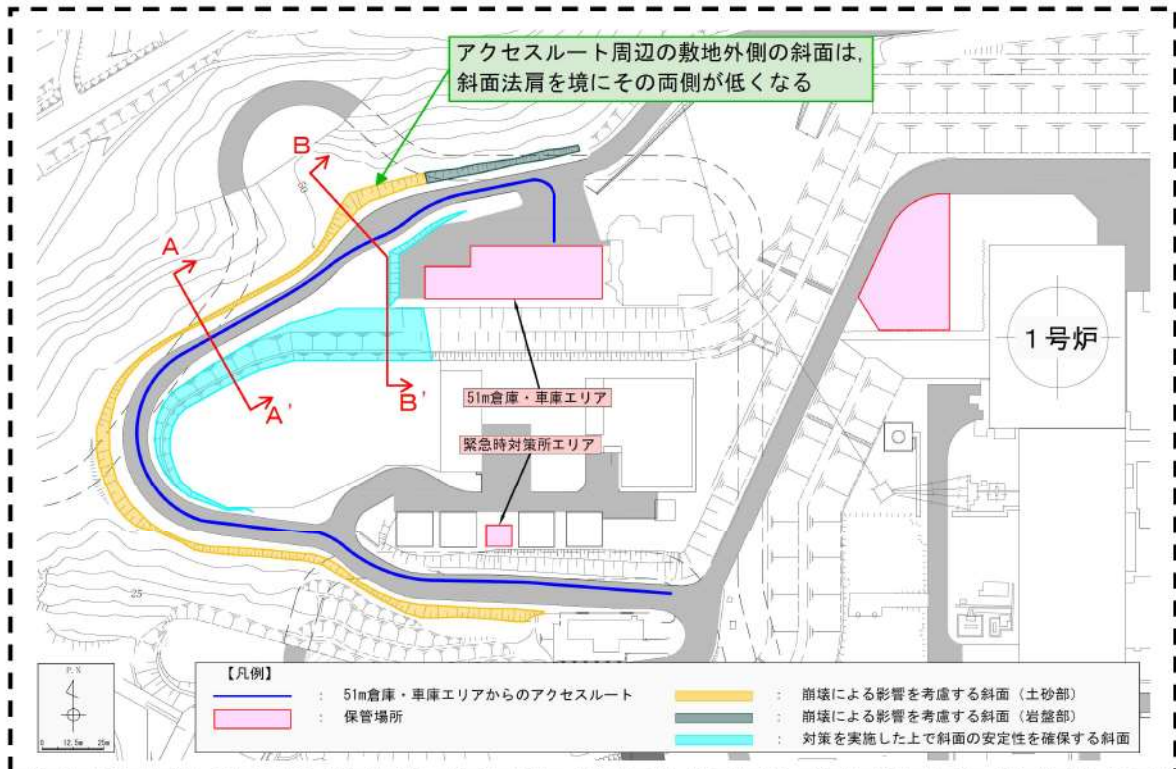 アクセスルート周辺の敷地外側の斜面は,
斜面法肩を境にその両側が低くなる
B
A
1号炉
A'
B'
51m倉庫・車庫エリア
緊急時対策所エリア
25
【凡例】
: 51m倉庫・車庫エリアからのアクセスルート
: 保管場所
: 崩壊による影響を考慮する斜面（土砂部）
: 崩壊による影響を考慮する斜面（岩盤部）
: 対策を実施した上で斜面の安定性を確保する斜面
P.N
0 12.5m 25m